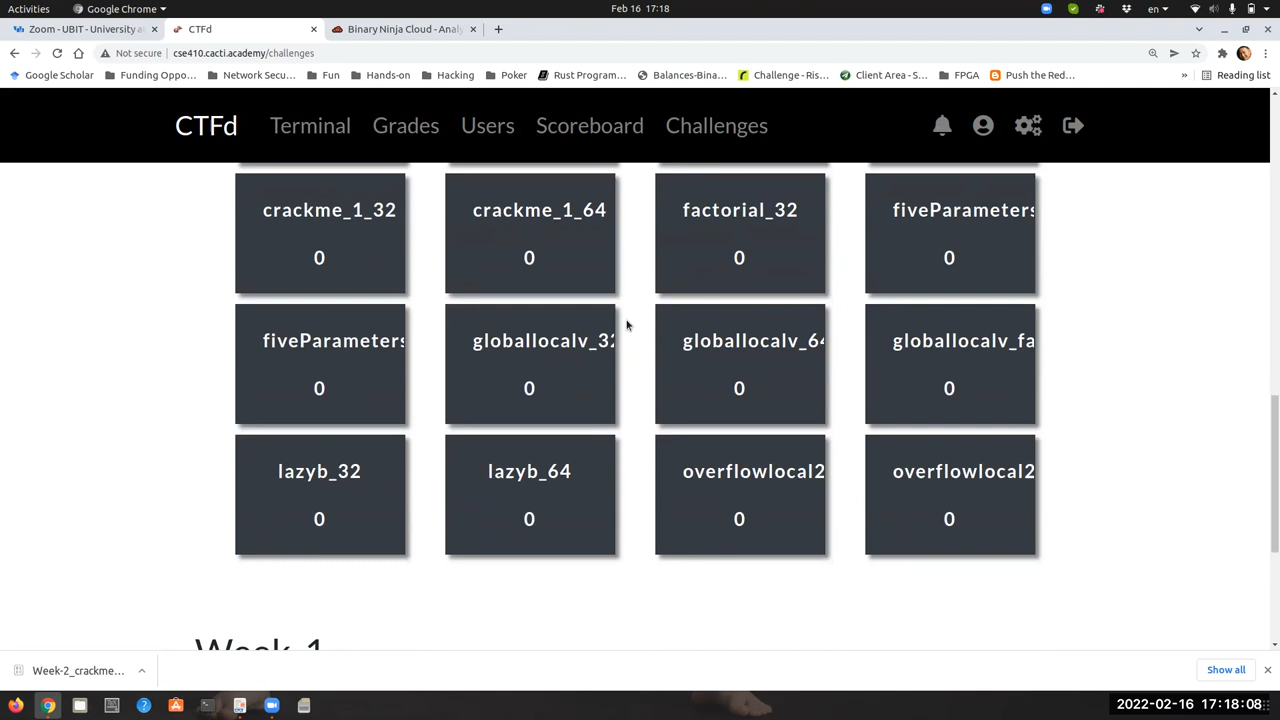 Activities Google Chrome Feb 16 17:18 en
Zoom - UBIT - University a CTFd Binary Ninja Cloud - Analy
Not secure cse410.cacti.academy/challenges
Google Scholar Funding Oppo... Network Secu... Fun Hands-on Hacking Poker Rust Program... Balances-Bina... Challenge - Ris... Client Area - S... FPGA Push the Red... » Reading list
CTFd Terminal Grades Users Scoreboard Challenges
crackme_1_32 crackme_1_64 factorial_32 fiveParameters
0 0 0 0
fiveParameters globallocalv_32 globallocalv_64 globallocalv_fa
0 0 0 0
lazyb_32 lazyb_64 overflowlocal2 overflowlocal2
0 0 0 0
Week-1
Week-2_crackme... Show all
2022-02-16 17:18:08